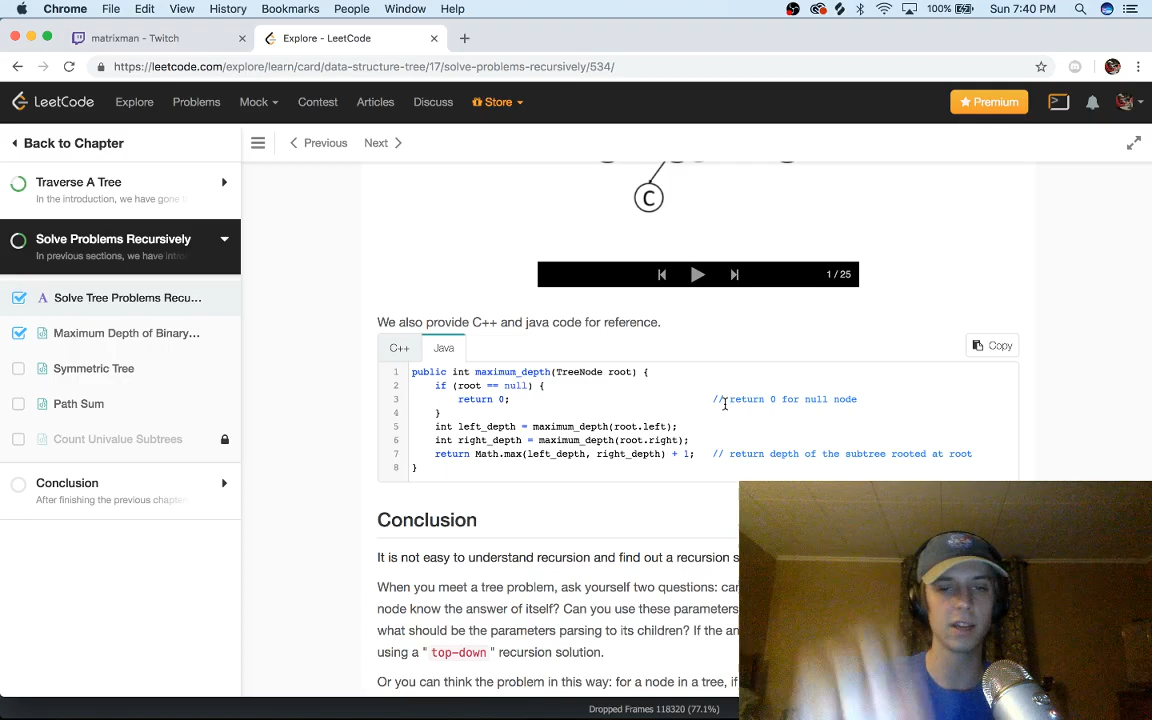 Chrome File Edit View History Bookmarks People Window Help 100% Sun 7:40 PM
matrixman - Twitch
Explore - LeetCode
https://leetcode.com/explore/learn/card/data-structure-tree/17/solve-problems-recursively/534/
LeetCode Explore Problems Mock Contest Articles Discuss Store Premium
Back to Chapter
Previous Next
Traverse A Tree
In the introduction, we have gone
Solve Problems Recursively
In previous sections, we have
A Solve Tree Problems Recu...
Maximum Depth of Binary...
Symmetric Tree
Path Sum
Count Univalue Subtrees
Conclusion
After finishing the previous chapter
C
1 / 25
We also provide C++ and java code for reference.
C++ Java Copy
1 public int maximum_depth(TreeNode root) {
2 if (root == null) {
3 return 0; // return 0 for null node
4 }
5 int left_depth = maximum_depth(root.left);
6 int right_depth = maximum_depth(root.right);
7 return Math.max(left_depth, right_depth) + 1; // return depth of the subtree rooted at root
8 }
Conclusion
It is not easy to understand recursion and find out a recursion
When you meet a tree problem, ask yourself two questions:
node know the answer of itself? Can you use these parameters
what should be the parameters parsing to its children? If the
using a " top-down " recursion solution.
Or you can think the problem in this way: for a node in a tree, if
Dropped Frames 118320 (77.1%)